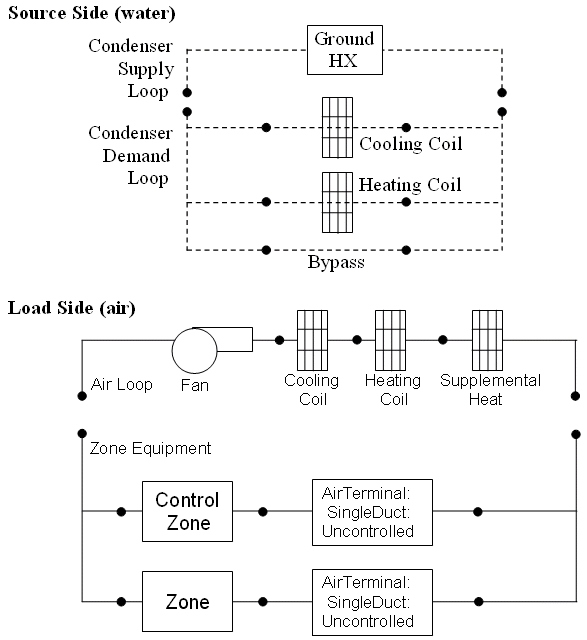 Source Side (water)
Ground
HX
Condenser
Supply
Loop
Condenser
Demand
Loop
Cooling Coil
Heating Coil
Bypass
Load Side (air)
Air Loop
Fan
Cooling
Coil
Heating
Coil
Supplemental
Heat
Zone Equipment
Control
Zone
AirTerminal:
SingleDuct:
Uncontrolled
Zone
AirTerminal:
SingleDuct:
Uncontrolled